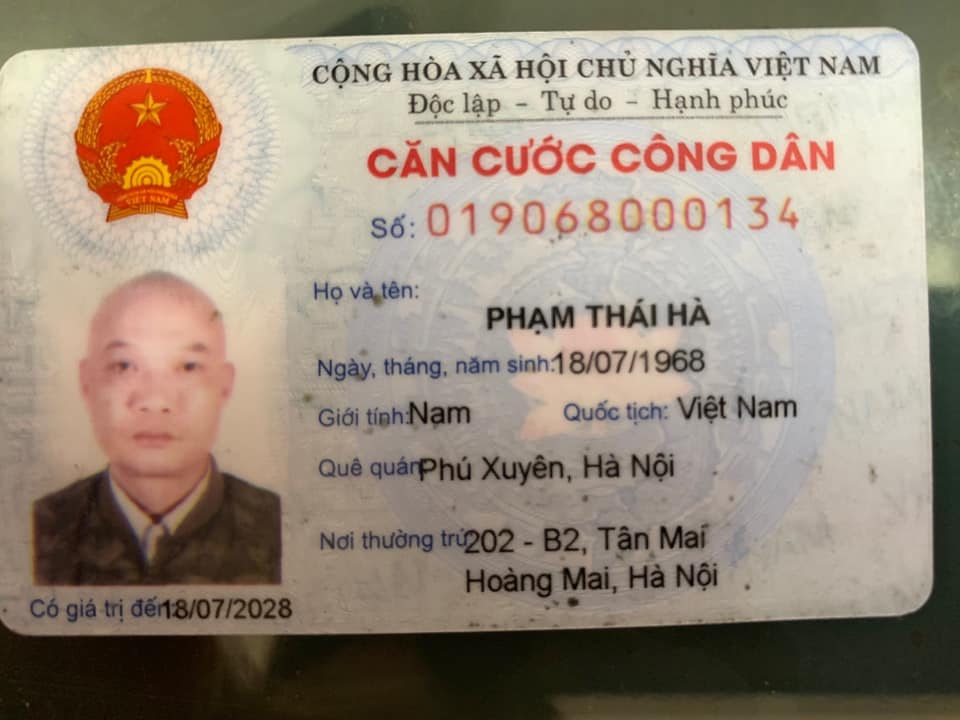 CỘNG HÒA XÃ HỘI CHỦ NGHĨA VIỆT NAM
Độc lập - Tự do - Hạnh phúc
CĂN CƯỚC CÔNG DÂN
Số: 019068000134
VIỆT NAM
Họ và tên:
PHẠM THÁI HÀ
Ngày, tháng, năm sinh: 18/07/1968
Giới tính: Nam Quốc tịch: Việt Nam
Quê quán Phú Xuyên, Hà Nội
Nơi thường trú 202 - B2, Tân Mai
Hoàng Mai, Hà Nội
Có giá trị đến 18/07/2028